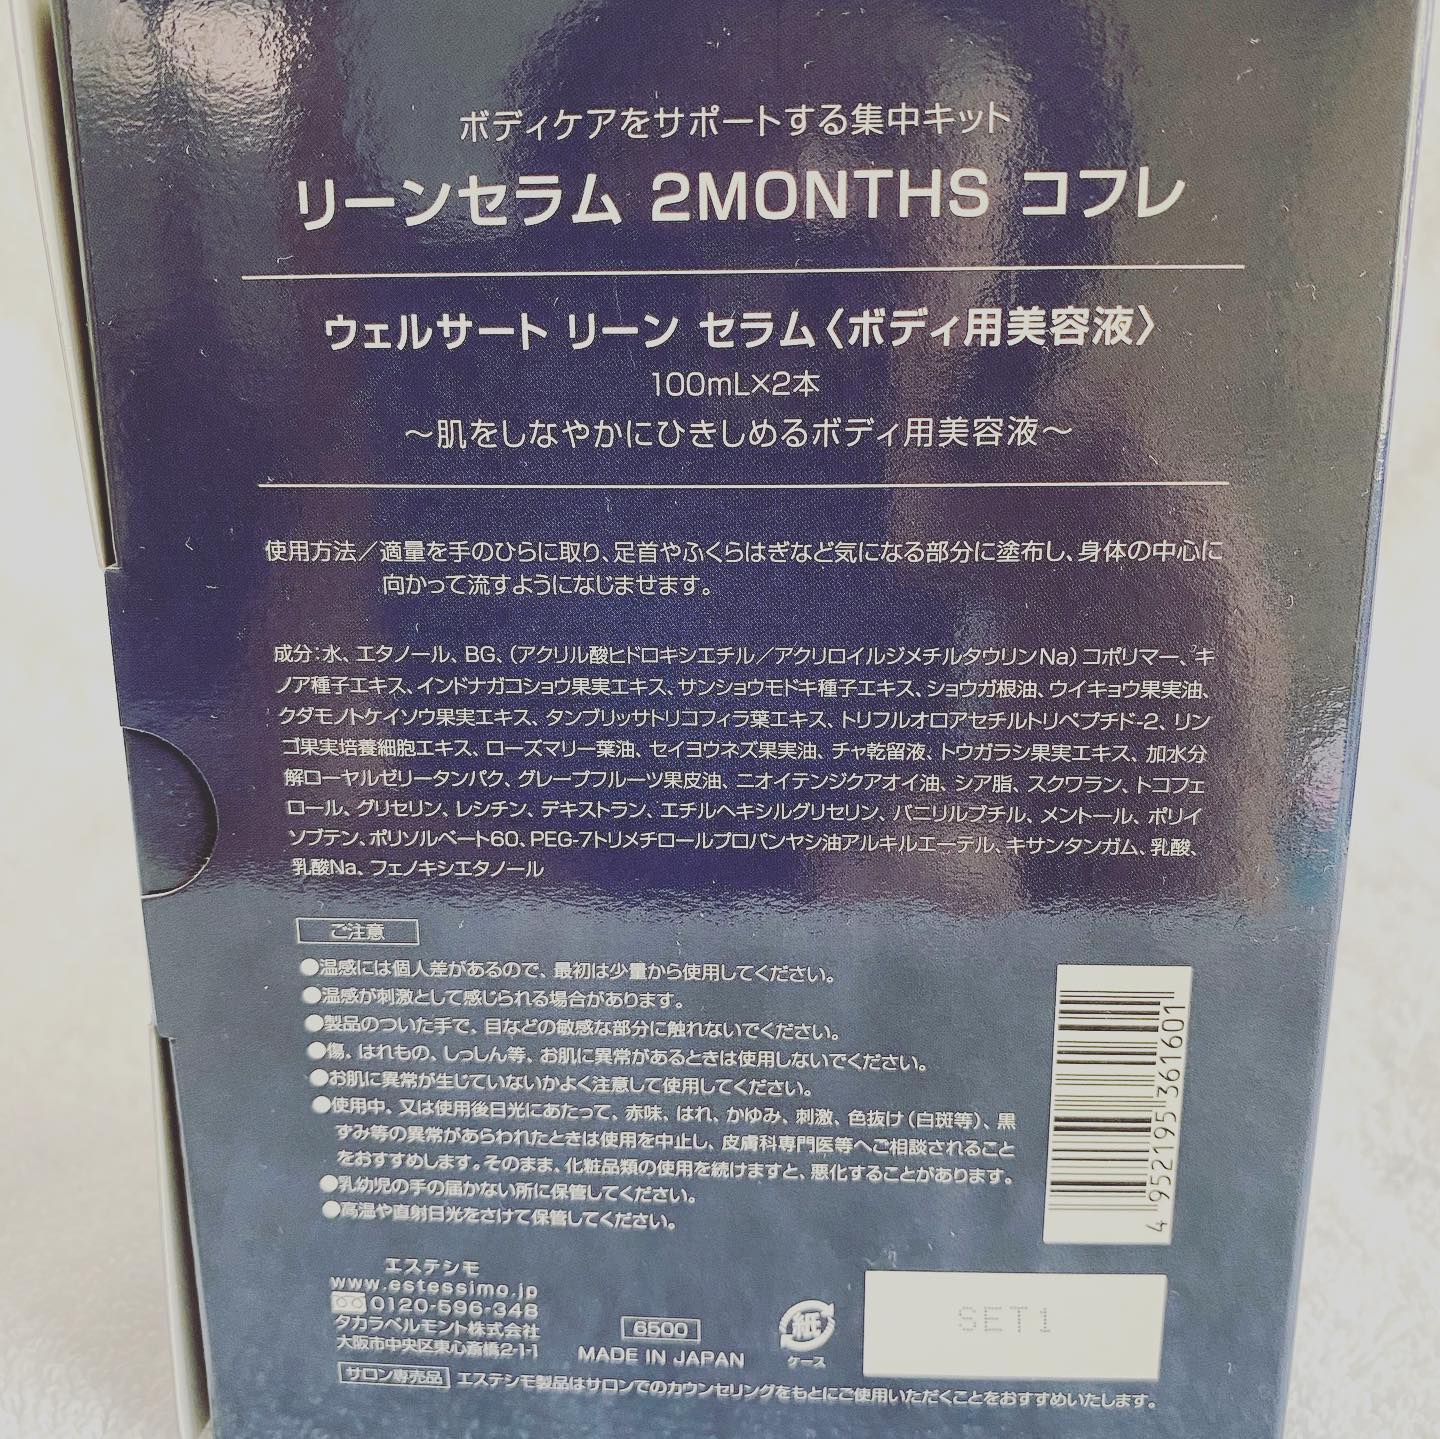 ボディケアをサポートする集中キット
リーンセラム 2MONTHS コフレ
ウェルサート リーン セラム〈ボディ用美容液〉
100mL×2本
～肌をしなやかにひきしめるボディ用美容液～
使用方法／適量を手のひらに取り、足首やふくらはぎなど気になる部分に塗布し、身体の中心に
向かって流すようになじませます。
成分：水、エタノール、BG、（アクリル酸ヒドロキシエチル／アクリロイルジメチルタウリンNa）コポリマー、キ
ノア種子エキス、インドナガコショウ果実エキス、サンショウモドキ種子エキス、ショウガ根油、ウイキョウ果実油、
クダモノトケイソウ果実エキス、タンブリッサトリコフィラ葉エキス、トリフルオロアセチルトリペプチド-2、リン
ゴ果実培養細胞エキス、ローズマリー葉油、セイヨウネズ果実油、チャ乾留液、トウガラシ果実エキス、加水分
解ローヤルゼリータンパク、グレープフルーツ果皮油、ニオイテンジクアオイ油、シア脂、スクワラン、トコフェ
ロール、グリセリン、レシチン、デキストラン、エチルヘキシルグリセリン、バニリルブチル、メントール、ポリイ
ソブテン、ポリソルベート60、PEG-7トリメチロールプロパンヤシ油アルキルエーテル、キサンタンガム、乳酸、
乳酸Na、フェノキシエタノール
ご注意
●温感には個人差があるので、最初は少量から使用してください。
●温感が刺激として感じられる場合があります。
●製品のついた手で、目などの敏感な部分に触れないでください。
●傷、はれもの、しっしん等、お肌に異常があるときは使用しないでください。
●お肌に異常が生じていないかよく注意して使用してください。
●使用中、又は使用後日光にあたって、赤味、はれ、かゆみ、刺激、色抜け（白斑等）、黒
ずみ等の異常があらわれたときは使用を中止し、皮膚科専門医等へご相談されること
をおすすめします。そのまま、化粧品類の使用を続けますと、悪化することがあります。
●乳幼児の手の届かない所に保管してください。
●高温や直射日光をさけて保管してください。
4 952195 361601
エステシモ
www.estessimo.jp
0120-596-348
タカラベルモント株式会社
大阪市中央区東心斎橋2-1-1
6500
MADE IN JAPAN
紙
ケース
SET1
サロン専売品 エステシモ製品はサロンでのカウンセリングをもとにご使用いただくことをおすすめいたします。